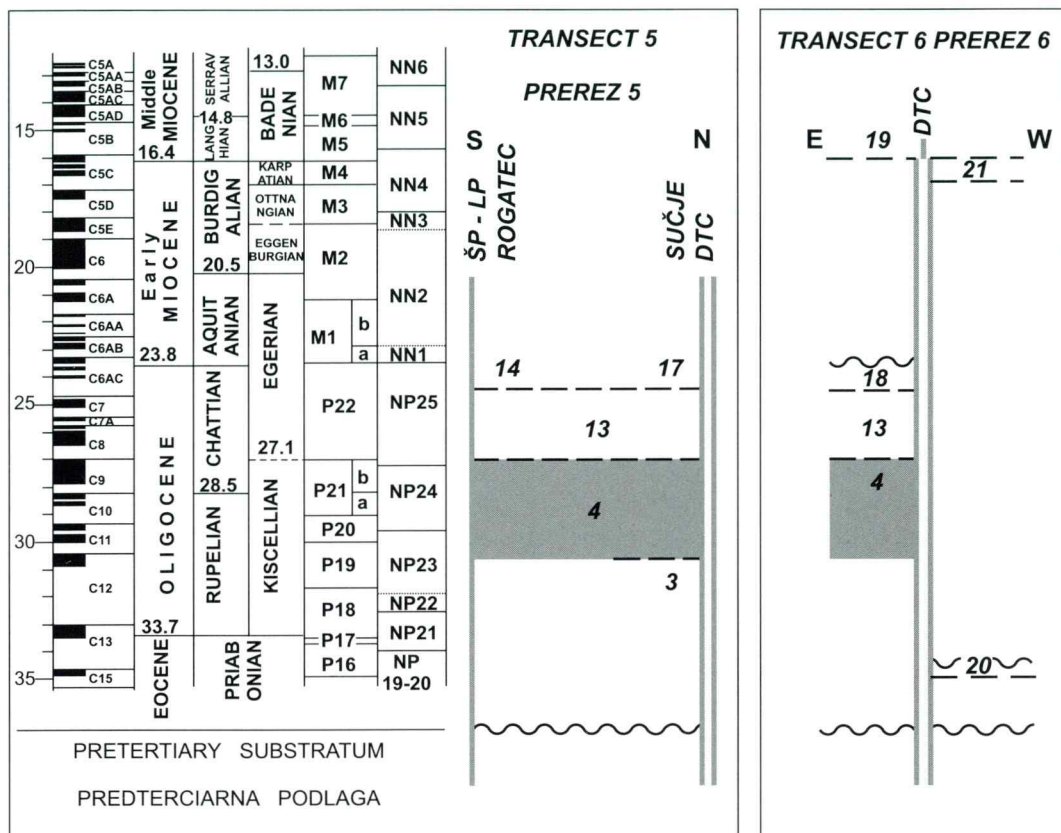 TRANSECT 5
PREREZ 5
S
N
ŠP - LP
ROGATEC
SUČJE
DTC
14
17
13
4
3
TRANSECT 6 PREREZ 6
DTC
E
W
19
21
18
13
4
20
15
20
25
30
35
C5A
C5AA
C5AB
C5AC
C5AD
C5B
C5C
C5D
C5E
C6
C6A
C6AA
C6AB
C6AC
C7
C7A
C8
C9
C10
C11
C12
C13
C15
Middle
MIOCENE
16.4
Early
MIOCENE
23.8
OLIGOCENE
33.7
EOCENE
SERRAV
ALLIAN
14.8
LANG
HIAN
BURDIG
ALIAN
20.5
AQUIT
ANIAN
CHATTIAN
28.5
RUPELIAN
PRIAB
ONIAN
13.0
BADE
NIAN
KARP
ATIAN
OTTNA
NGIAN
EGGEN
BURGIAN
EGERIAN
27.1
KISCELLIAN
M7
M6
M5
M4
M3
M2
M1
b
a
P22
P21
b
a
P20
P19
P18
P17
P16
NN6
NN5
NN4
NN3
NN2
NN1
NP25
NP24
NP23
NP22
NP21
NP
19-20
PRETERTIARY SUBSTRATUM
PREDTERCIARNA PODLAGA